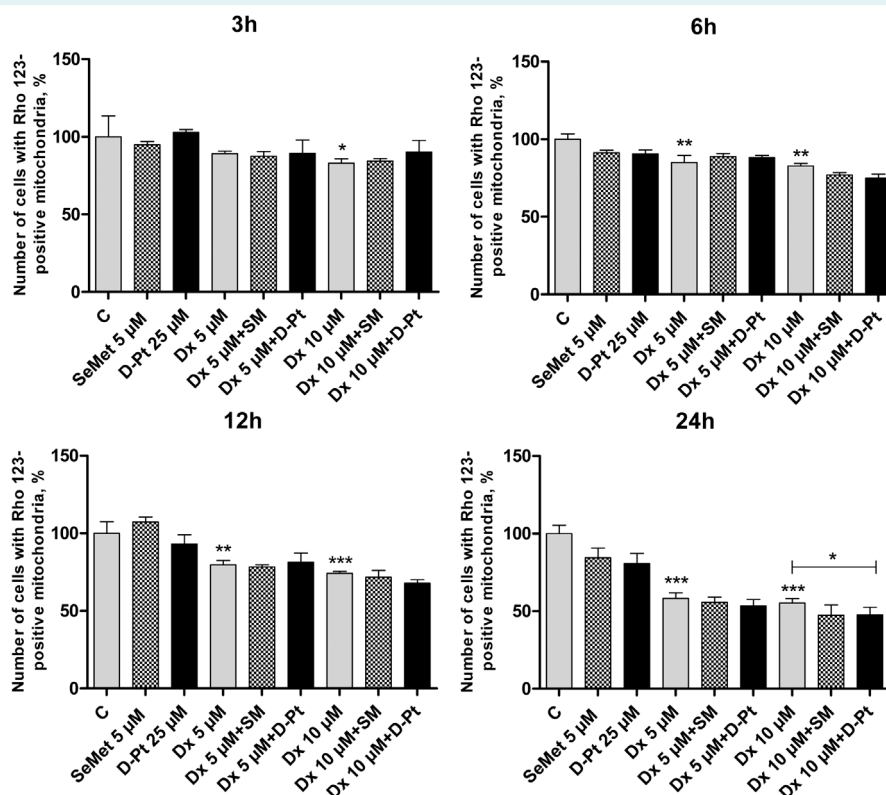 3h
Number of cells with Rho 123-
positive mitochondria, %
150
100
50
0
*
C
SeMet 5 µM
D-Pt 25 µM
Dx 5 µM
Dx 5 µM+SM
Dx 5 µM+D-Pt
Dx 10 µM
Dx 10 µM+SM
Dx 10 µM+D-Pt
6h
Number of cells with Rho 123-
positive mitochondria, %
150
100
50
0
**
**
C
SeMet 5 µM
D-Pt 25 µM
Dx 5 µM
Dx 5 µM+SM
Dx 5 µM+D-Pt
Dx 10 µM
Dx 10 µM+SM
Dx 10 µM+D-Pt
12h
Number of cells with Rho 123-
positive mitochondria, %
150
100
50
0
**
***
C
SeMet 5 µM
D-Pt 25 µM
Dx 5 µM
Dx 5 µM+SM
Dx 5 µM+D-Pt
Dx 10 µM
Dx 10 µM+SM
Dx 10 µM+D-Pt
24h
Number of cells with Rho 123-
positive mitochondria, %
150
100
50
0
***
***
*
C
SeMet 5 µM
D-Pt 25 µM
Dx 5 µM
Dx 5 µM+SM
Dx 5 µM+D-Pt
Dx 10 µM
Dx 10 µM+SM
Dx 10 µM+D-Pt